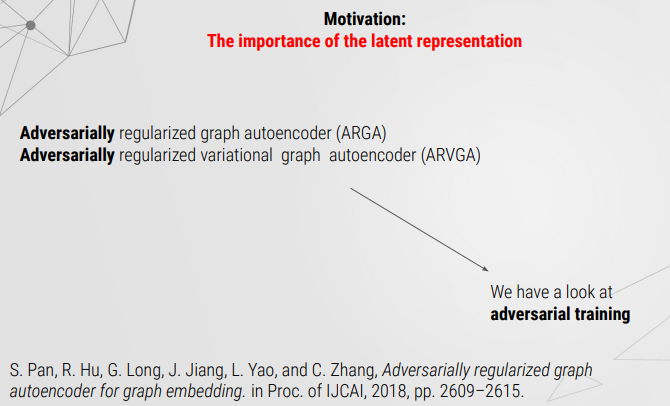 Motivation:
The importance of the latent representation
Adversarially regularized graph autoencoder (ARGA)
Adversarially regularized variational graph autoencoder (ARVGA)
We have a look at
adversarial training
S. Pan, R. Hu, G. Long, J. Jiang, L. Yao, and C. Zhang, Adversarially regularized graph
autoencoder for graph embedding. in Proc. of IJCAI, 2018, pp. 2609–2615.